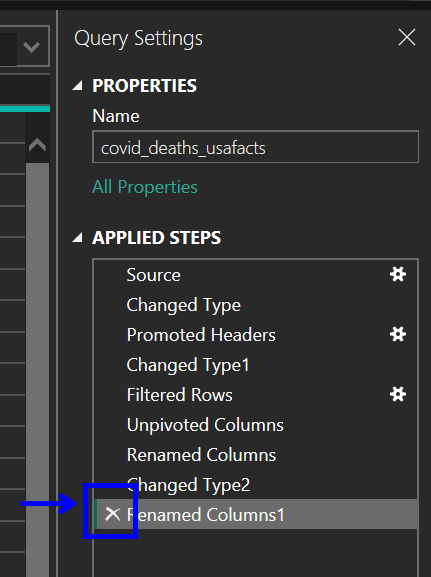 Query Settings
PROPERTIES
Name
covid_deaths_usafacts
All Properties
APPLIED STEPS
Source
Changed Type
Promoted Headers
Changed Type1
Filtered Rows
Unpivoted Columns
Renamed Columns
Changed Type2
Renamed Columns1